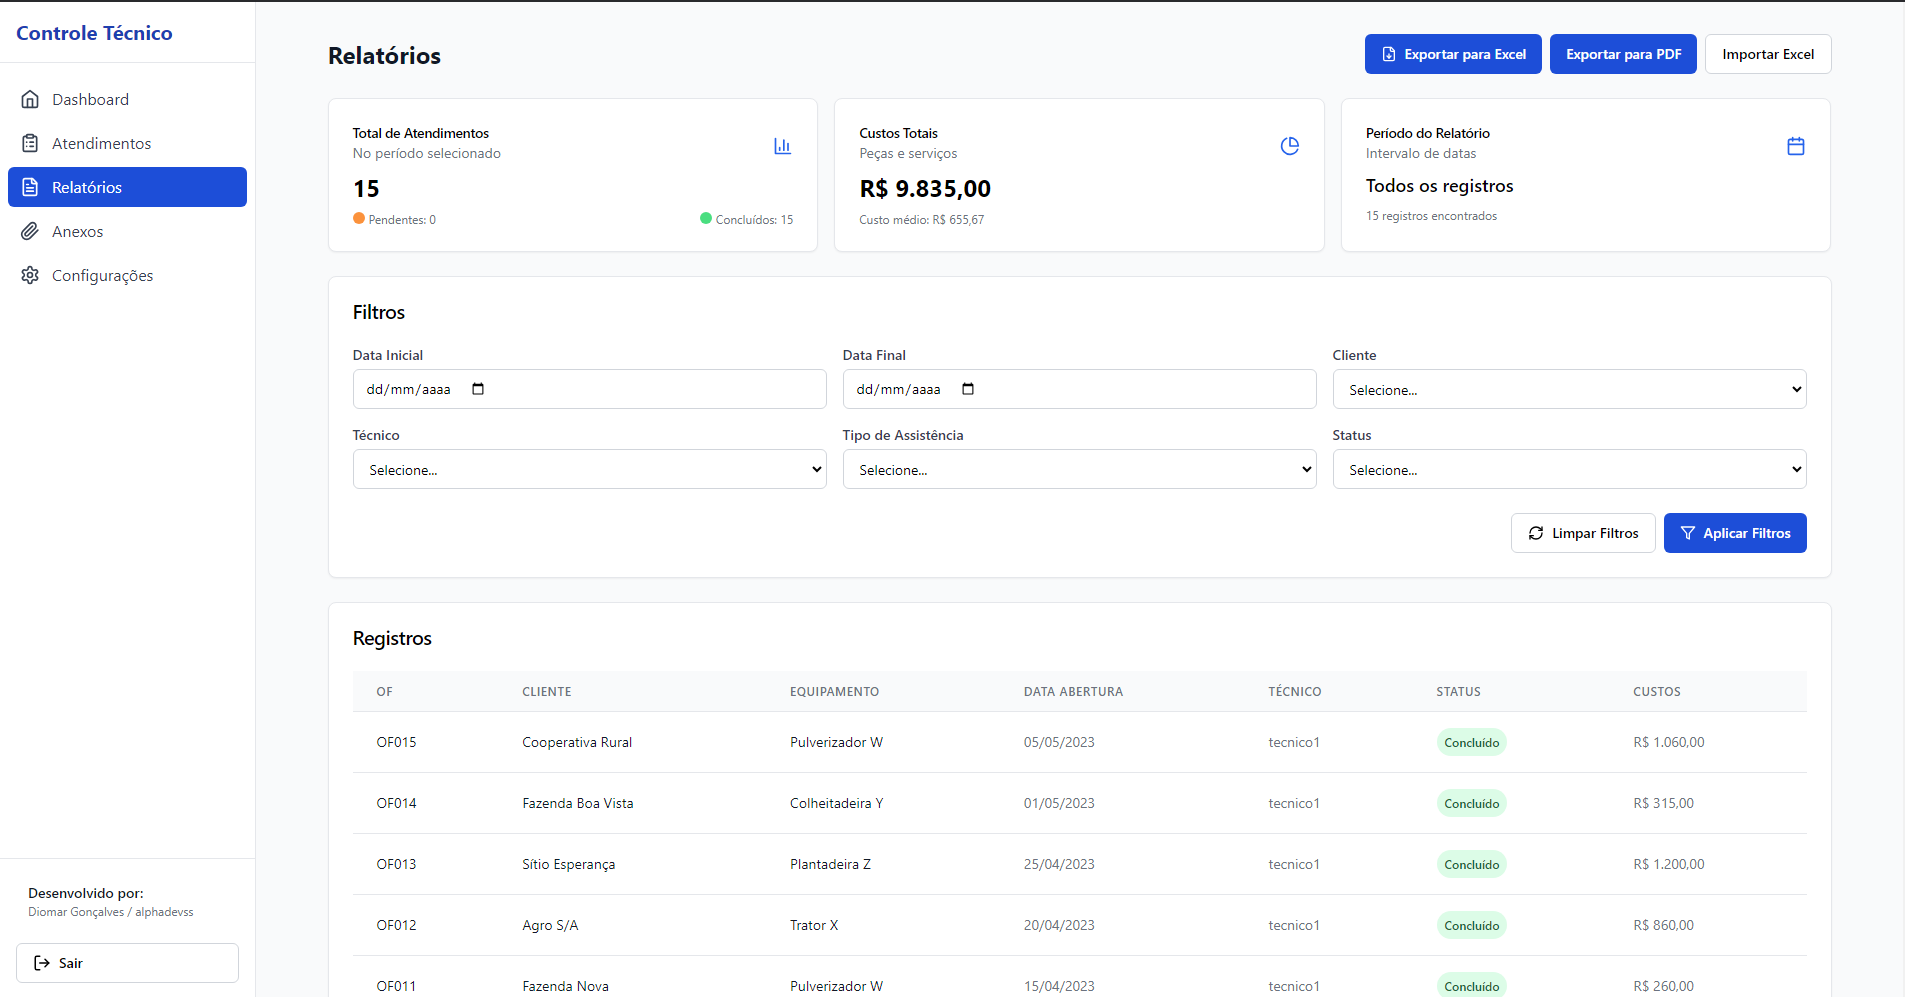 Controle Técnico
Dashboard
Atendimentos
Relatórios
Anexos
Configurações
Desenvolvido por:
Diomar Gonçalves / alphadevss
Sair
Relatórios
Exportar para Excel
Exportar para PDF
Importar Excel
Total de Atendimentos
No período selecionado
15
Pendentes: 0
Concluídos: 15
Custos Totais
Peças e serviços
R$ 9.835,00
Custo médio: R$ 655,67
Período do Relatório
Intervalo de datas
Todos os registros
15 registros encontrados
Filtros
Data Inicial
dd/mm/aaaa
Data Final
dd/mm/aaaa
Cliente
Selecione...
Técnico
Selecione...
Tipo de Assistência
Selecione...
Status
Selecione...
Limpar Filtros
Aplicar Filtros
Registros
OF CLIENTE EQUIPAMENTO DATA ABERTURA TÉCNICO STATUS CUSTOS
OF015 Cooperativa Rural Pulverizador W 05/05/2023 tecnico1 Concluído R$ 1.060,00
OF014 Fazenda Boa Vista Colheitadeira Y 01/05/2023 tecnico1 Concluído R$ 315,00
OF013 Sítio Esperança Plantadeira Z 25/04/2023 tecnico1 Concluído R$ 1.200,00
OF012 Agro S/A Trator X 20/04/2023 tecnico1 Concluído R$ 860,00
OF011 Fazenda Nova Pulverizador W 15/04/2023 tecnico1 Concluído R$ 260,00